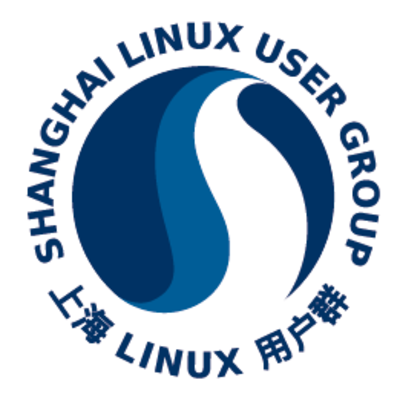 SHANGHAI LINUX USER GROUP
上海 LINUX 用户群